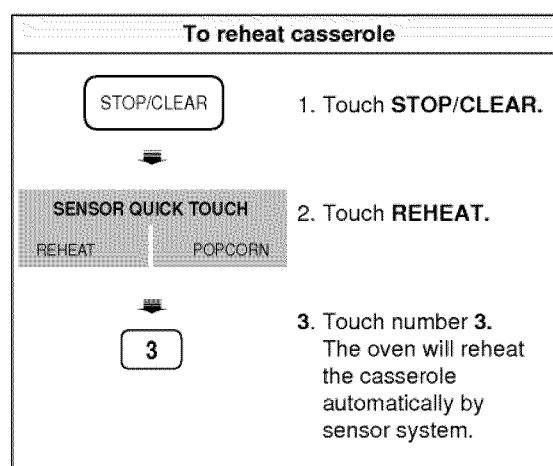 To reheat casserole
STOP/CLEAR
1. Touch STOP/CLEAR.
SENSOR QUICK TOUCH
REHEAT POPCORN
2. Touch REHEAT.
3
3. Touch number 3.
The oven will reheat
the casserole
automatically by
sensor system.